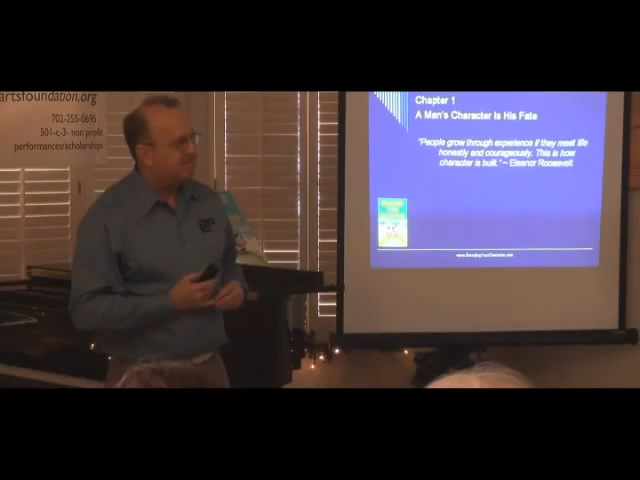 artsfoundation.org
702-255-0695
501-c-3- non profit
performances/scholarships
Chapter 1
A Man's Character Is His Fate
"People grow through experience if they meet life
honestly and courageously. This is how
character is built." ~ Eleanor Roosevelt